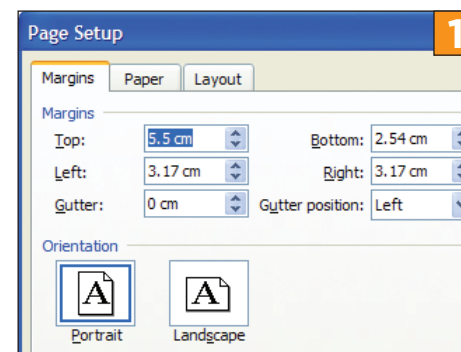 Page Setup
1
Margins Paper Layout
Margins
Top: 5.5 cm Bottom: 2.54 cm
Left: 3.17 cm Right: 3.17 cm
Gutter: 0 cm Gutter position: Left
Orientation
A A
Portrait Landscape